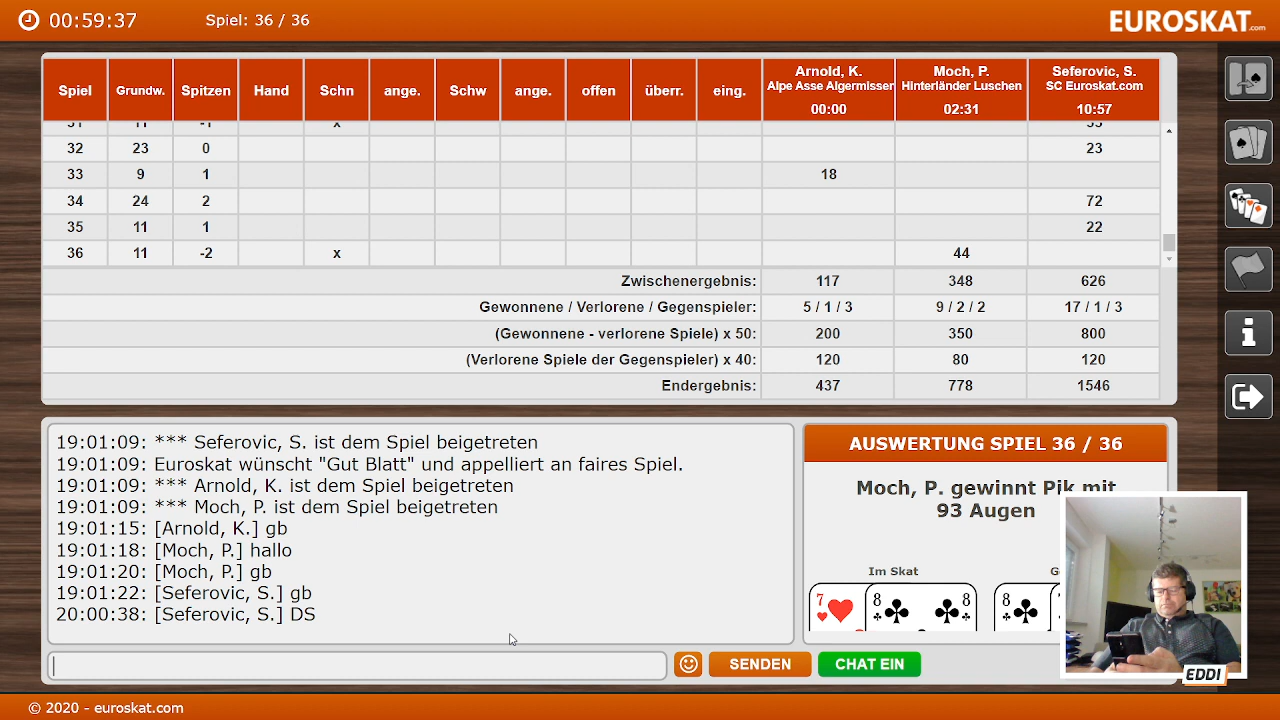 00:59:37
Spiel: 36 / 36
EUROSKAT.com
Spiel Grundw. Spitzen Hand Schn ange. Schw ange. offen überr. eing. Arnold, K. Alpe Asse Algermissen 00:00 Moch, P. Hinterländer Luschen 02:31 Seferovic, S. SC Euroskat.com 10:57
32 23 0 23
33 9 1 18
34 24 2 72
35 11 1 22
36 11 -2 x 44
Zwischenergebnis: 117 348 626
Gewonnene / Verlorene / Gegenspieler: 5 / 1 / 3 9 / 2 / 2 17 / 1 / 3
(Gewonnene - verlorene Spiele) x 50: 200 350 800
(Verlorene Spiele der Gegenspieler) x 40: 120 80 120
Endergebnis: 437 778 1546
19:01:09: *** Seferovic, S. ist dem Spiel beigetreten
19:01:09: Euroskat wünscht "Gut Blatt" und appelliert an faires Spiel.
19:01:09: *** Arnold, K. ist dem Spiel beigetreten
19:01:09: *** Moch, P. ist dem Spiel beigetreten
19:01:15: [Arnold, K.] gb
19:01:18: [Moch, P.] hallo
19:01:20: [Moch, P.] gb
19:01:22: [Seferovic, S.] gb
20:00:38: [Seferovic, S.] DS
SENDEN
CHAT EIN
AUSWERTUNG SPIEL 36 / 36
Moch, P. gewinnt Pik mit
93 Augen
Im Skat
7 8 8 8
EDDI
© 2020 - euroskat.com